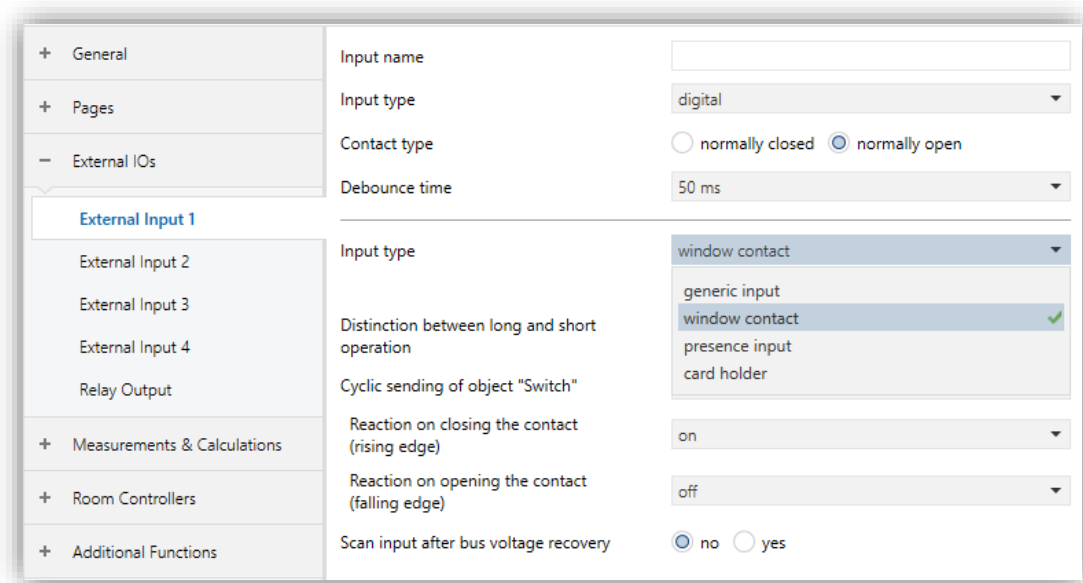 + General
+ Pages
− External IOs
External Input 1
External Input 2
External Input 3
External Input 4
Relay Output
+ Measurements & Calculations
+ Room Controllers
+ Additional Functions
Input name
Input type digital
Contact type normally closed normally open
Debounce time 50 ms
Input type window contact
generic input
window contact
presence input
card holder
Distinction between long and short
operation
Cyclic sending of object "Switch"
Reaction on closing the contact
(rising edge) on
Reaction on opening the contact
(falling edge) off
Scan input after bus voltage recovery no yes